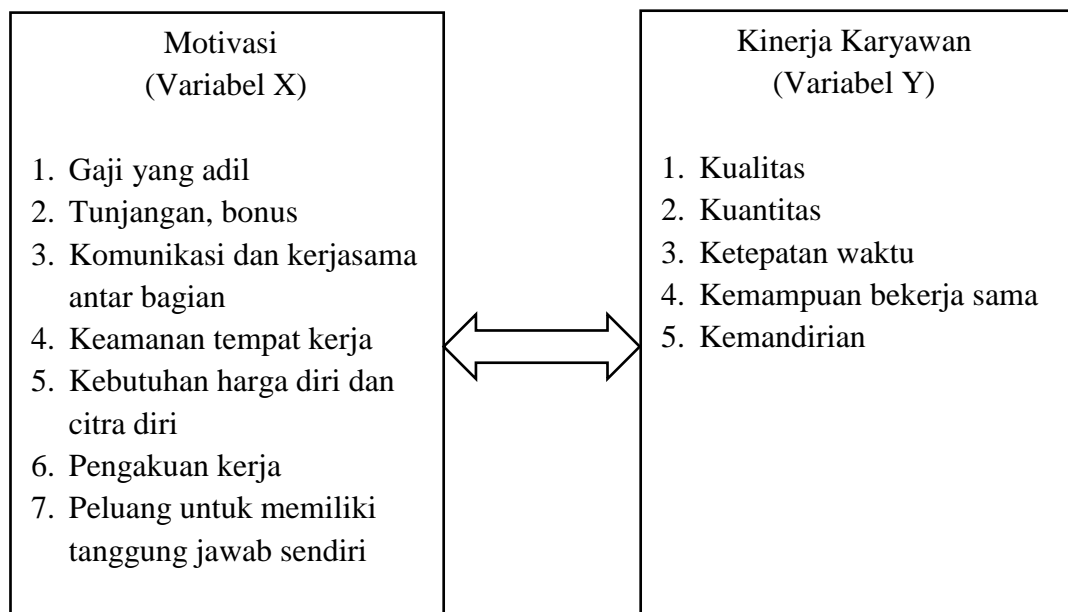 Motivasi
(Variabel X)
1. Gaji yang adil
2. Tunjangan, bonus
3. Komunikasi dan kerjasama
antar bagian
4. Keamanan tempat kerja
5. Kebutuhan harga diri dan
citra diri
6. Pengakuan kerja
7. Peluang untuk memiliki
tanggung jawab sendiri
Kinerja Karyawan
(Variabel Y)
1. Kualitas
2. Kuantitas
3. Ketepatan waktu
4. Kemampuan bekerja sama
5. Kemandirian